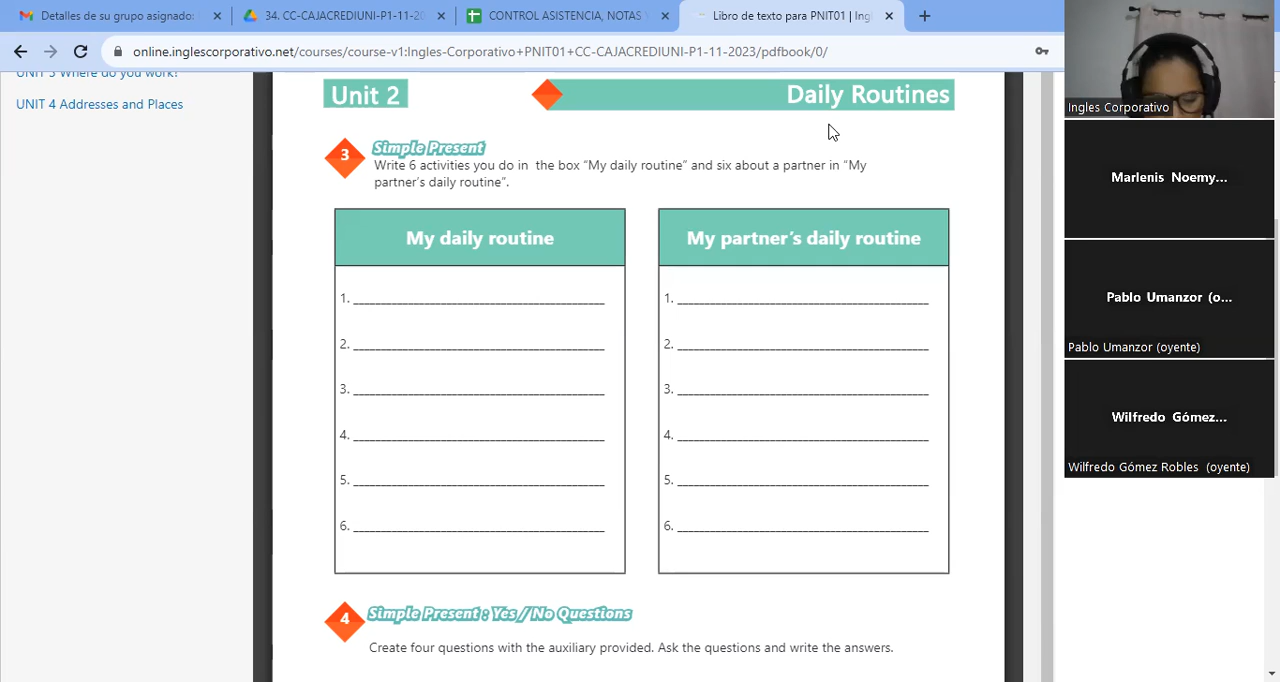 Detalles de su grupo asignado:
34. CC-CAJACREDIUNI-P1-11-20
CONTROL ASISTENCIA, NOTAS
Libro de texto para PNIT01 | Ing
online.inglescorporativo.net/courses/course-v1:Ingles-Corporativo+PNIT01+CC-CAJACREDIUNI-P1-11-2023/pdfbook/0/
UNIT 3 Where do you work?
UNIT 4 Addresses and Places
Unit 2
Daily Routines
3
Simple Present
Write 6 activities you do in the box “My daily routine” and six about a partner in “My
partner’s daily routine”.
My daily routine
1.
2.
3.
4.
5.
6.
My partner’s daily routine
1.
2.
3.
4.
5.
6.
4
Simple Present : Yes / No Questions
Create four questions with the auxiliary provided. Ask the questions and write the answers.
Ingles Corporativo
Marlenis Noemy...
Pablo Umanzor (o...
Pablo Umanzor (oyente)
Wilfredo Gómez...
Wilfredo Gómez Robles (oyente)